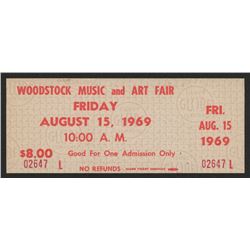 WOODSTOCK MUSIC and ART FAIR
FRIDAY
AUGUST 15, 1969
10:00 A. M.
$8.00 Good For One Admission Only
02647 L
NO REFUNDS
FRI.
AUG. 15
1969
02647 L